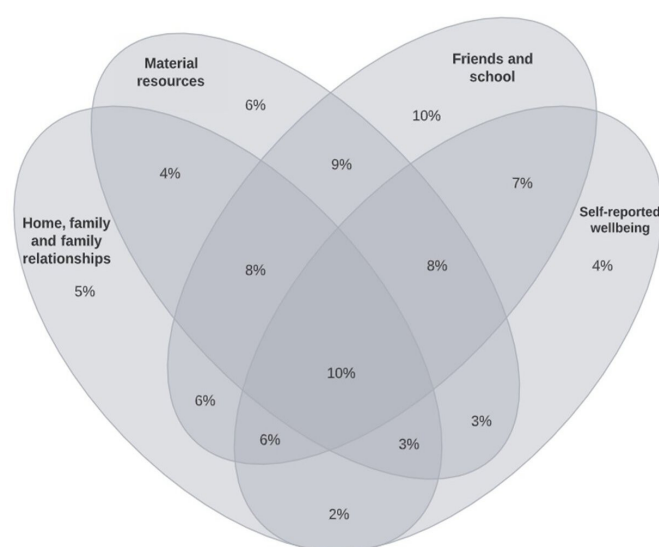 Material
resources
Friends and
school
6%
10%
9%
4%
7%
Home, family
and family
relationships
Self-reported
wellbeing
5%
8%
8%
4%
10%
6%
3%
6%
3%
2%